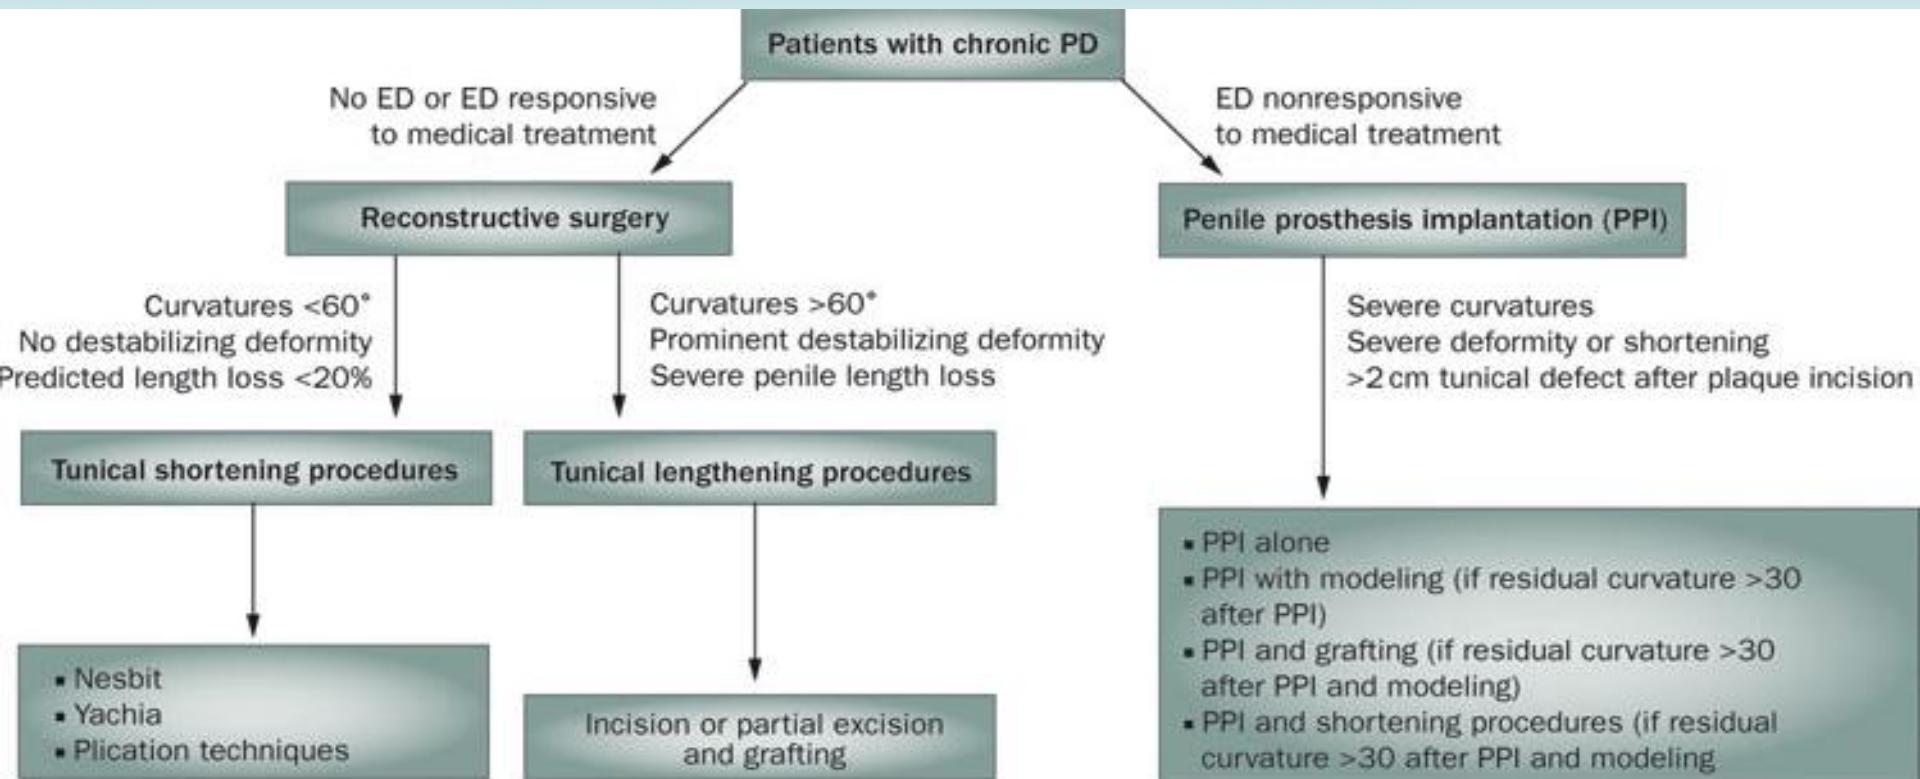 Patients with chronic PD
No ED or ED responsive
to medical treatment
ED nonresponsive
to medical treatment
Reconstructive surgery
Penile prosthesis implantation (PPI)
Curvatures <60°
No destabilizing deformity
Predicted length loss <20%
Curvatures >60°
Prominent destabilizing deformity
Severe penile length loss
Severe curvatures
Severe deformity or shortening
>2 cm tunical defect after plaque incision
Tunical shortening procedures
Tunical lengthening procedures
▪ Nesbit
▪ Yachia
▪ Plication techniques
Incision or partial excision
and grafting
▪ PPI alone
▪ PPI with modeling (if residual curvature >30
after PPI)
▪ PPI and grafting (if residual curvature >30
after PPI and modeling)
▪ PPI and shortening procedures (if residual
curvature >30 after PPI and modeling